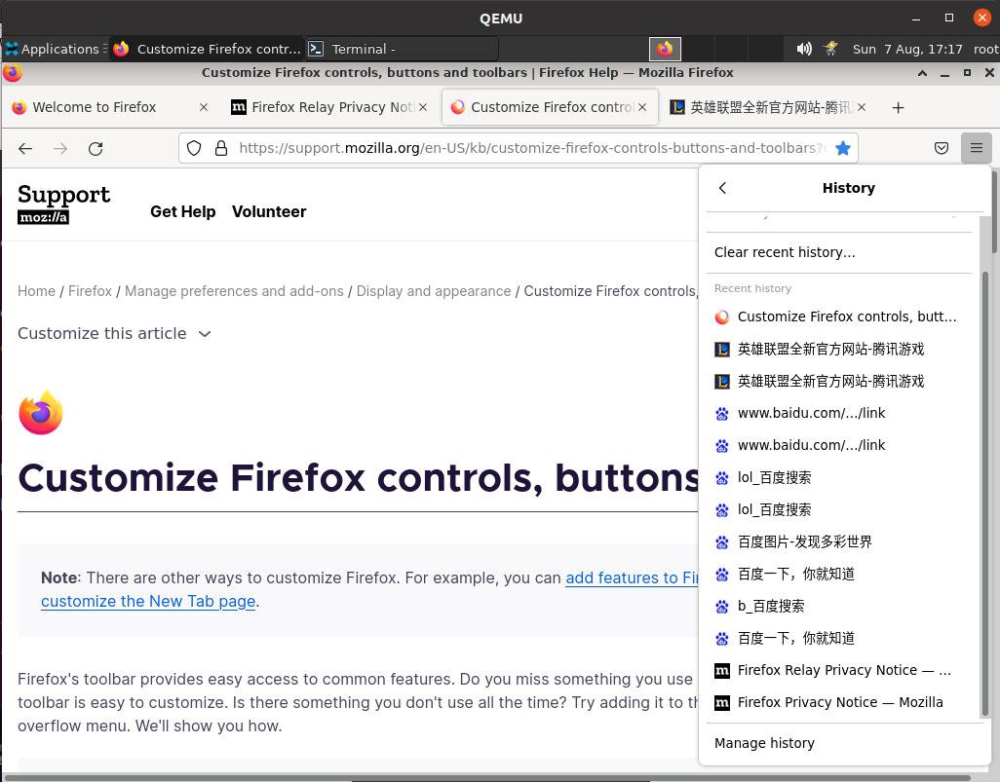 QEMU
Applications
Customize Firefox contr...
Terminal -
Sun 7 Aug, 17:17
root
Customize Firefox controls, buttons and toolbars | Firefox Help — Mozilla Firefox
Welcome to Firefox
Firefox Relay Privacy Noti
Customize Firefox contro
英雄联盟全新官方网站-腾讯
https://support.mozilla.org/en-US/kb/customize-firefox-controls-buttons-and-toolbars?
Support
moz://a
Get Help
Volunteer
Home / Firefox / Manage preferences and add-ons / Display and appearance / Customize Firefox controls,
Customize this article
Customize Firefox controls, buttons
Note: There are other ways to customize Firefox. For example, you can add features to Fi
customize the New Tab page.
Firefox's toolbar provides easy access to common features. Do you miss something you use
toolbar is easy to customize. Is there something you don't use all the time? Try adding it to th
overflow menu. We'll show you how.
History
Clear recent history...
Recent history
Customize Firefox controls, butt...
英雄联盟全新官方网站-腾讯游戏
英雄联盟全新官方网站-腾讯游戏
www.baidu.com/.../link
www.baidu.com/.../link
lol_百度搜索
lol_百度搜索
百度图片-发现多彩世界
百度一下，你就知道
b_百度搜索
百度一下，你就知道
Firefox Relay Privacy Notice — ...
Firefox Privacy Notice — Mozilla
Manage history